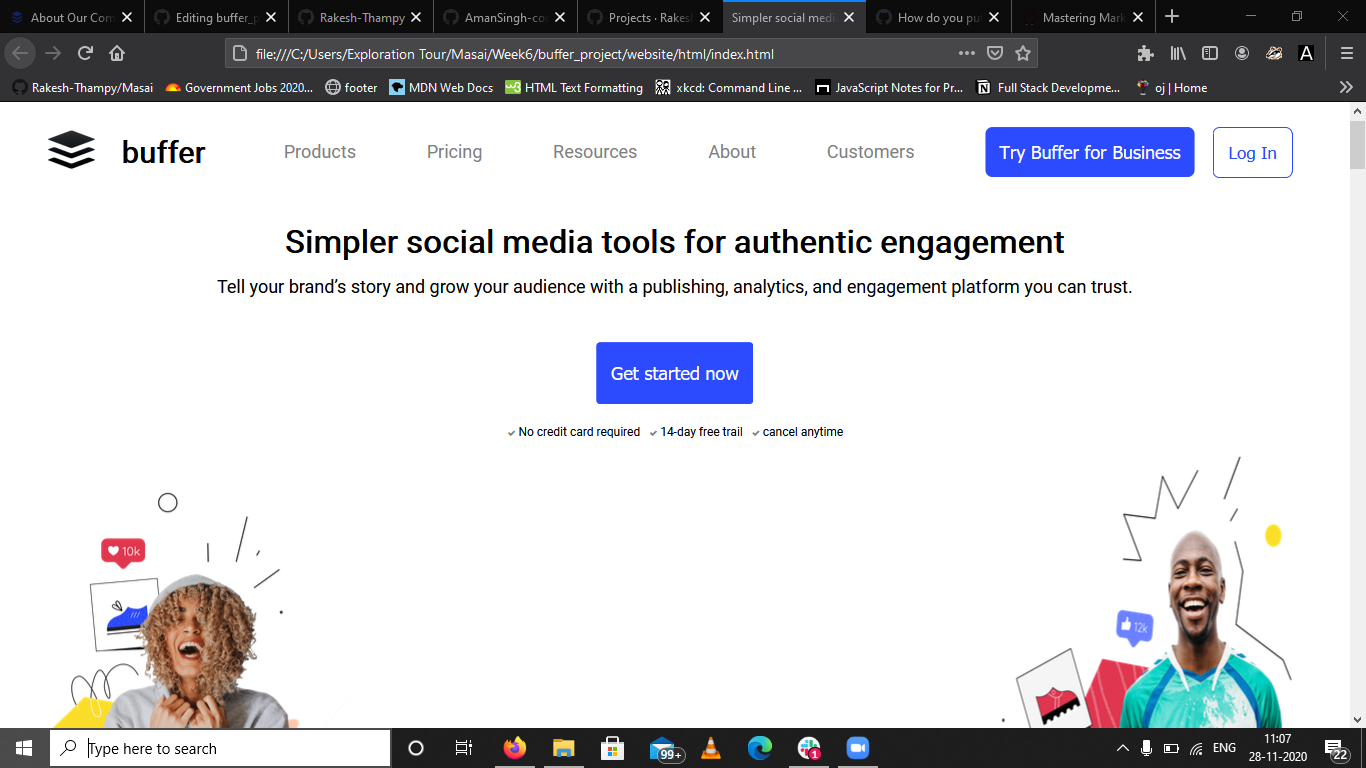 About Our Com
Editing buffer_p
Rakesh-Thampy
AmanSingh-co
Projects · Rakes
Simpler social medi
How do you pu
Mastering Mark
file:///C:/Users/Exploration Tour/Masai/Week6/buffer_project/website/html/index.html
Rakesh-Thampy/Masai
Government Jobs 2020...
footer
MDN Web Docs
HTML Text Formatting
xkcd: Command Line ...
JavaScript Notes for Pr...
Full Stack Developme...
oj | Home
buffer
Products
Pricing
Resources
About
Customers
Try Buffer for Business
Log In
Simpler social media tools for authentic engagement
Tell your brand’s story and grow your audience with a publishing, analytics, and engagement platform you can trust.
Get started now
No credit card required
14-day free trail
cancel anytime
10k
12k
Type here to search
99+
1
ENG
11:07
28-11-2020
22